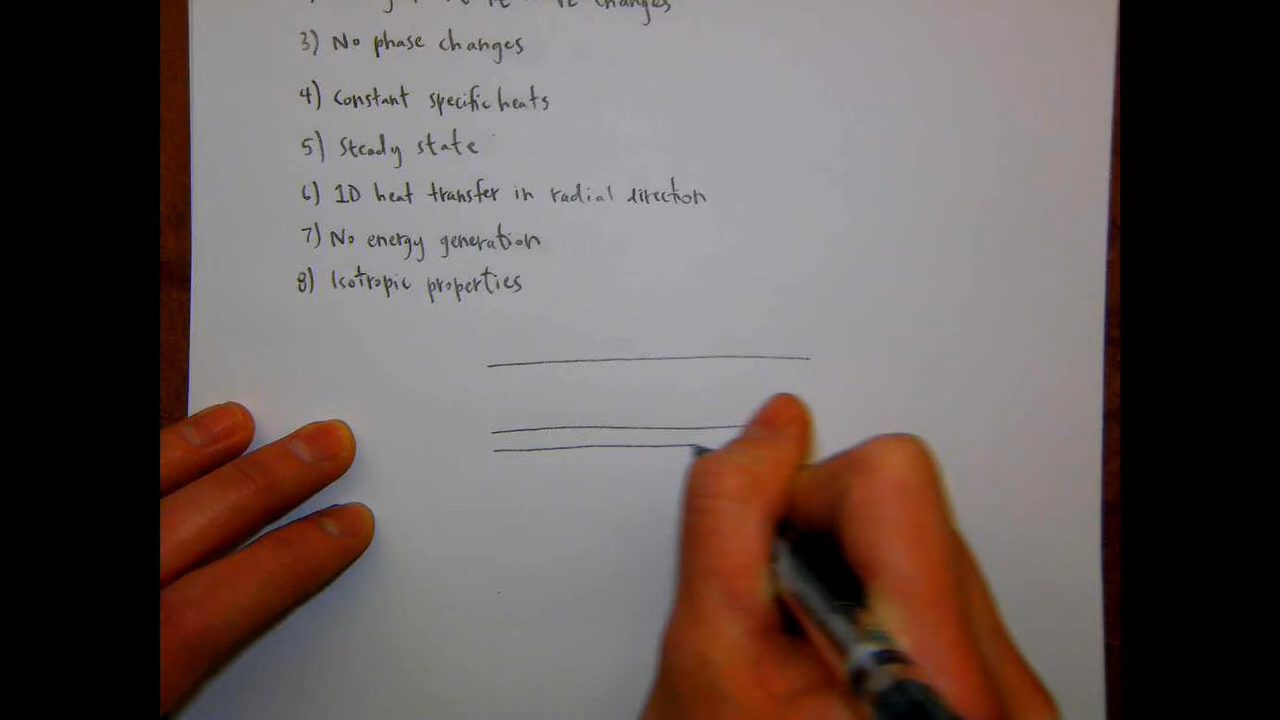 changes
3) No phase changes
4) Constant specific heats
5) Steady state
6) 1D heat transfer in radial direction
7) No energy generation
8) Isotropic properties